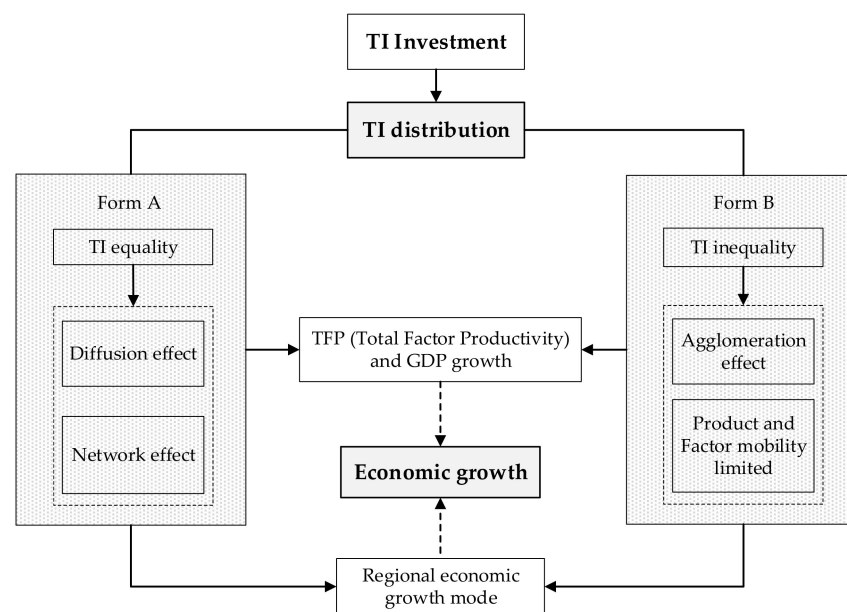 TI Investment
TI distribution
Form A
TI equality
Diffusion effect
Network effect
TFP (Total Factor Productivity)
and GDP growth
Economic growth
Regional economic
growth mode
Form B
TI inequality
Agglomeration
effect
Product and
Factor mobility
limited